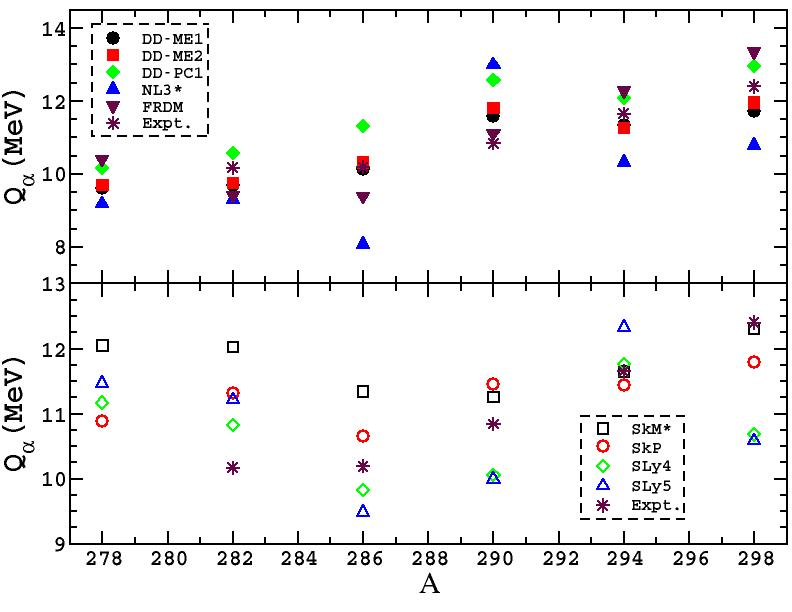 14
12
10
8
Qα (MeV)
DD-ME1
DD-ME2
DD-PC1
NL3*
FRDM
Expt.
13
12
11
10
9
Qα (MeV)
SkM*
SkP
SLy4
SLy5
Expt.
278 280 282 284 286 288 290 292 294 296 298
A